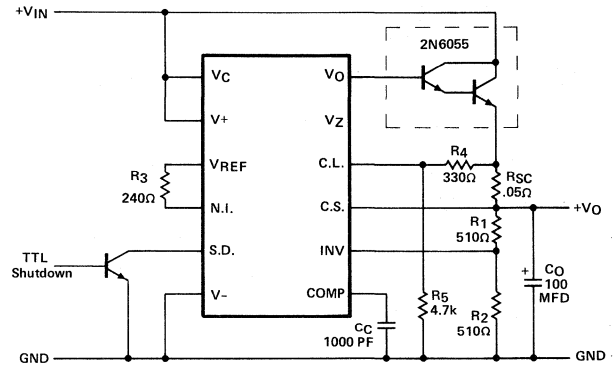 +VIN
2N6055
VC
VO
V+
VZ
VREF
C.L.
R4
330Ω
RSC
.05Ω
R3
240Ω
N.I.
C.S.
+VO
R1
510Ω
TTL
Shutdown
S.D.
INV
V-
COMP
R5
4.7k
R2
510Ω
+
CO
100
MFD
CC
1000 PF
GND
GND